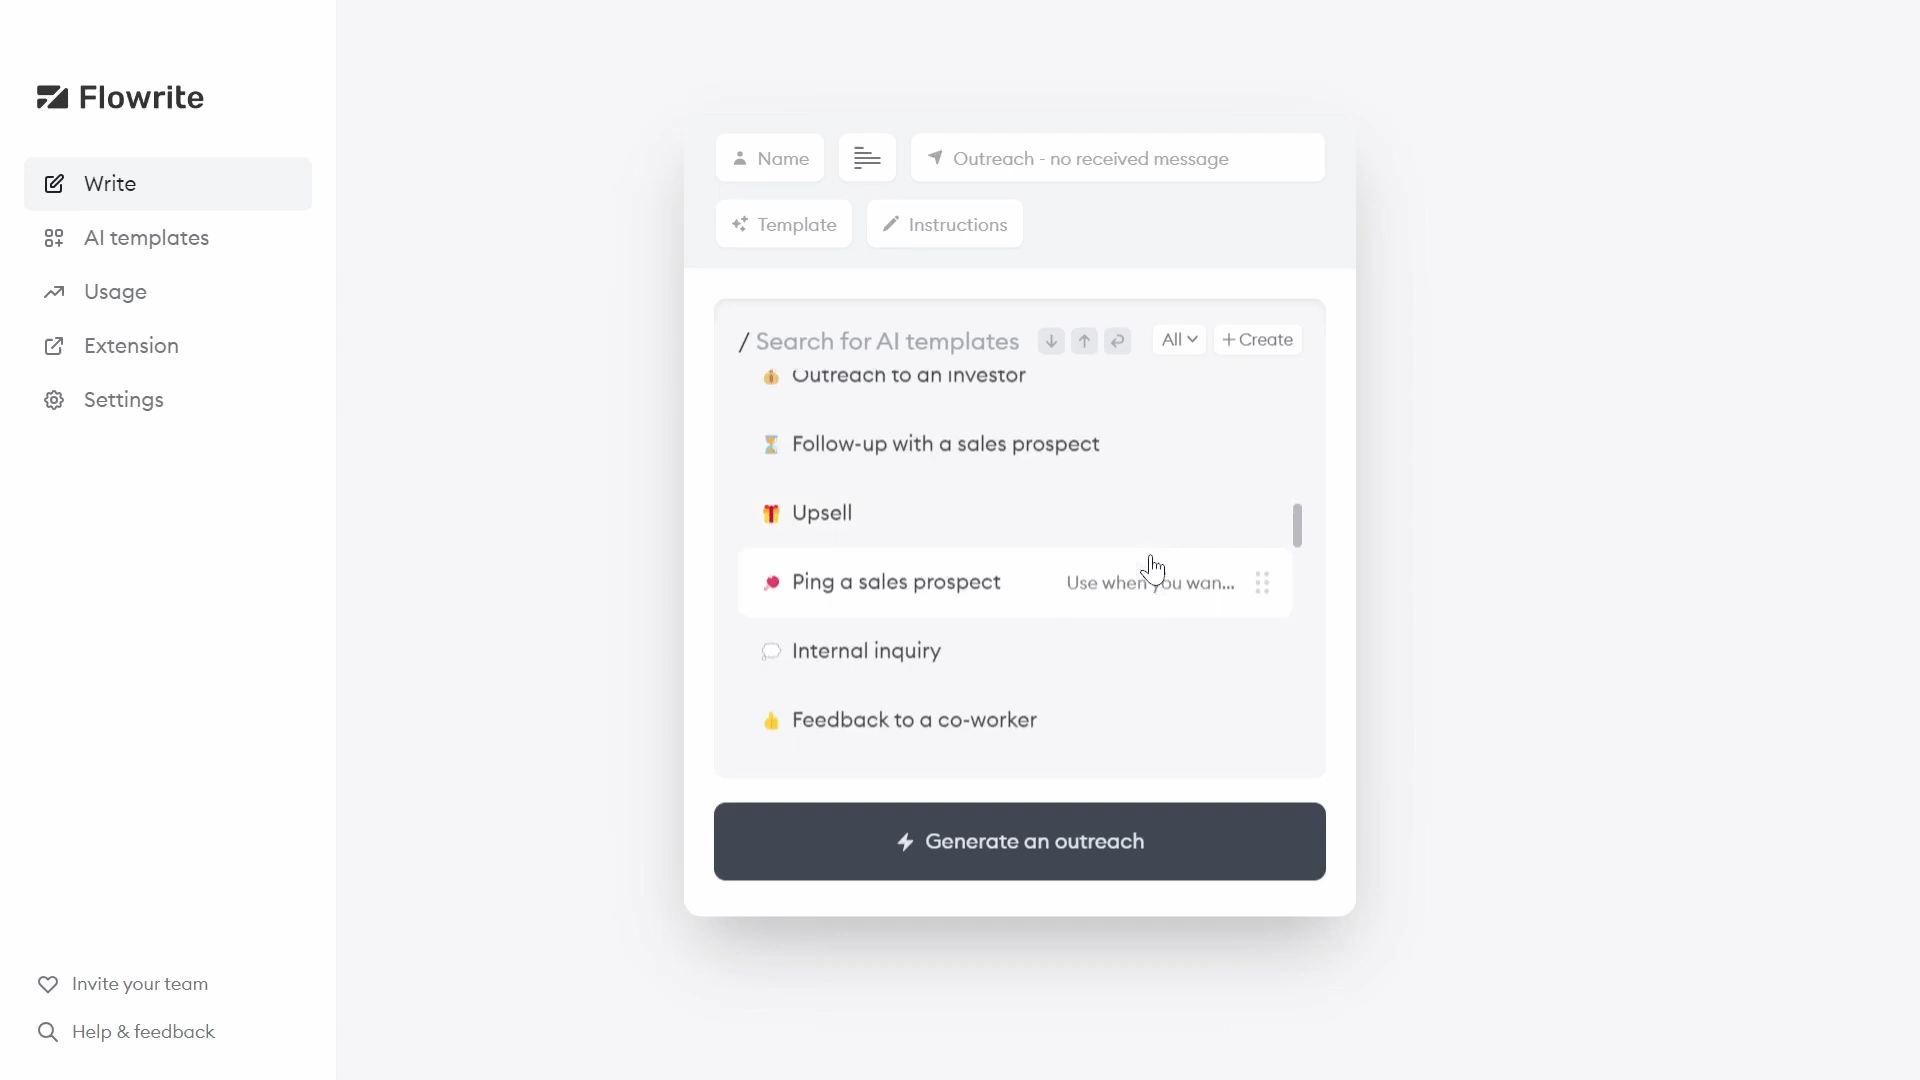 Flowrite
Write
AI templates
Usage
Extension
Settings
Invite your team
Help & feedback
Name
Outreach - no received message
Template
Instructions
/ Search for AI templates
All
+ Create
Outreach to an investor
Follow-up with a sales prospect
Upsell
Ping a sales prospect
Use when you wan...
Internal inquiry
Feedback to a co-worker
Generate an outreach